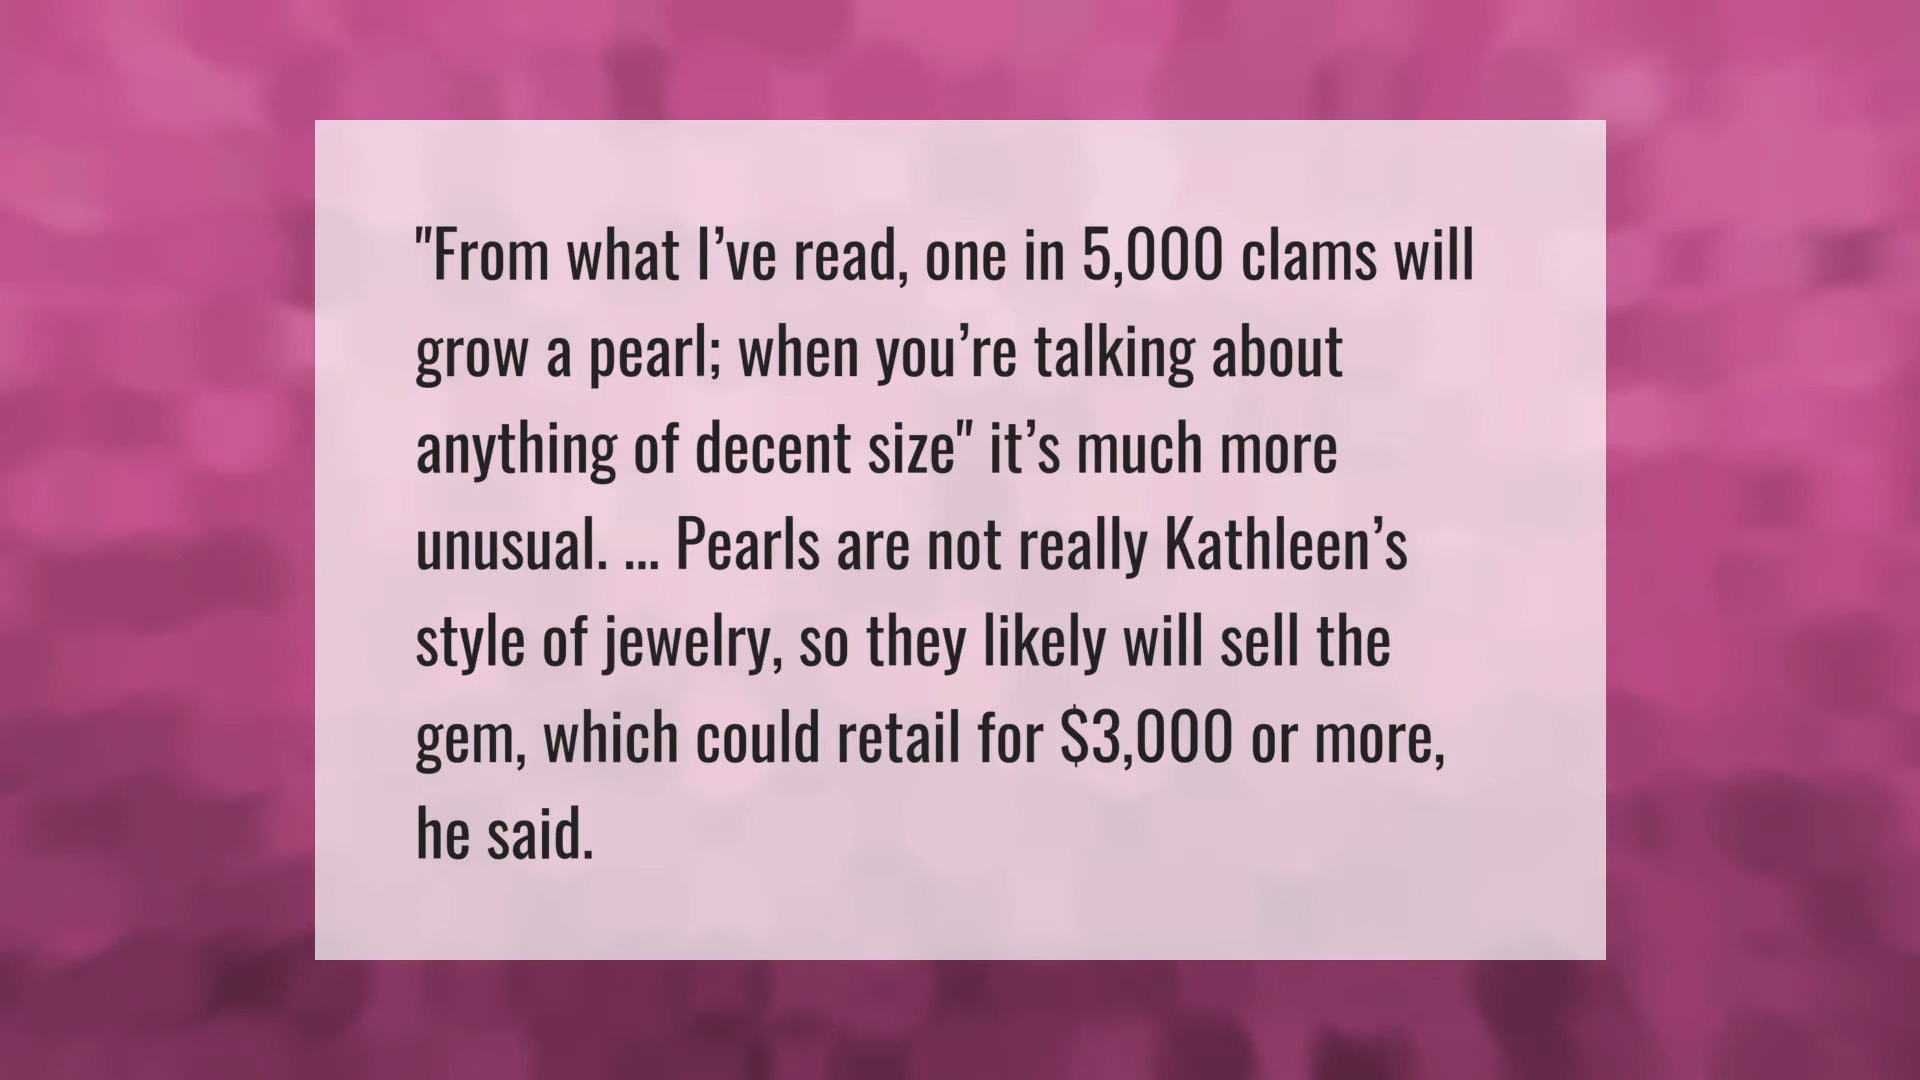 "From what I’ve read, one in 5,000 clams will
grow a pearl; when you’re talking about
anything of decent size" it’s much more
unusual. ... Pearls are not really Kathleen’s
style of jewelry, so they likely will sell the
gem, which could retail for $3,000 or more,
he said.